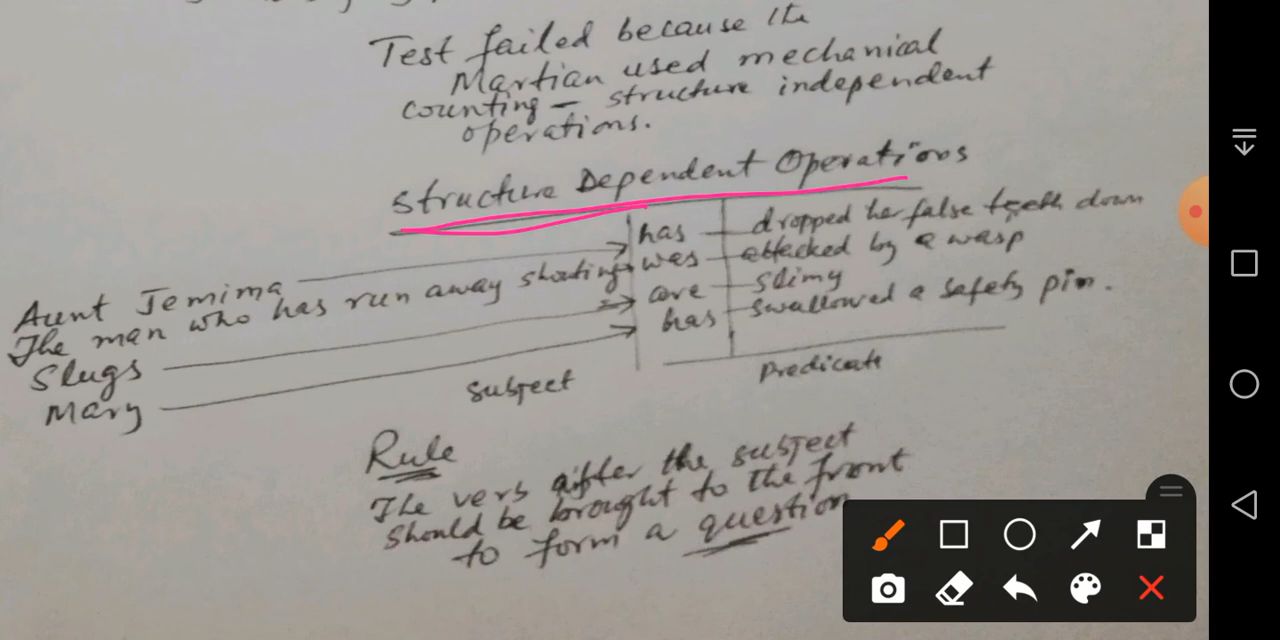 Test failed because the
Martian used mechanical
counting – structure independent
operations.
Structure Dependent Operations
Aunt Jemima has dropped her false teeth down
The man who has run away shouting was attacked by a wasp
Slugs are slimy
Mary has swallowed a safety pin.
Subject Predicate
Rule
The verb after the subject
should be brought to the front
to form a question